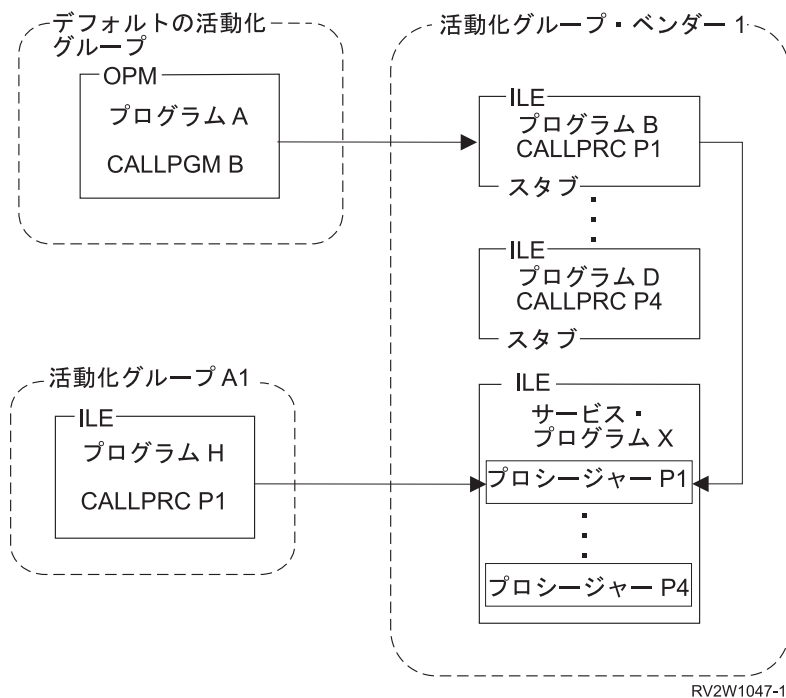 デフォルトの活動化
グループ
OPM
プログラム A
CALLPGM B
活動化グループ・ベンダー 1
ILE
プログラム B
CALLPRC P1
スタブ
ILE
プログラム D
CALLPRC P4
スタブ
活動化グループ A1
ILE
プログラム H
CALLPRC P1
ILE
サービス・
プログラム X
プロシージャー P1
プロシージャー P4
RV2W1047-1